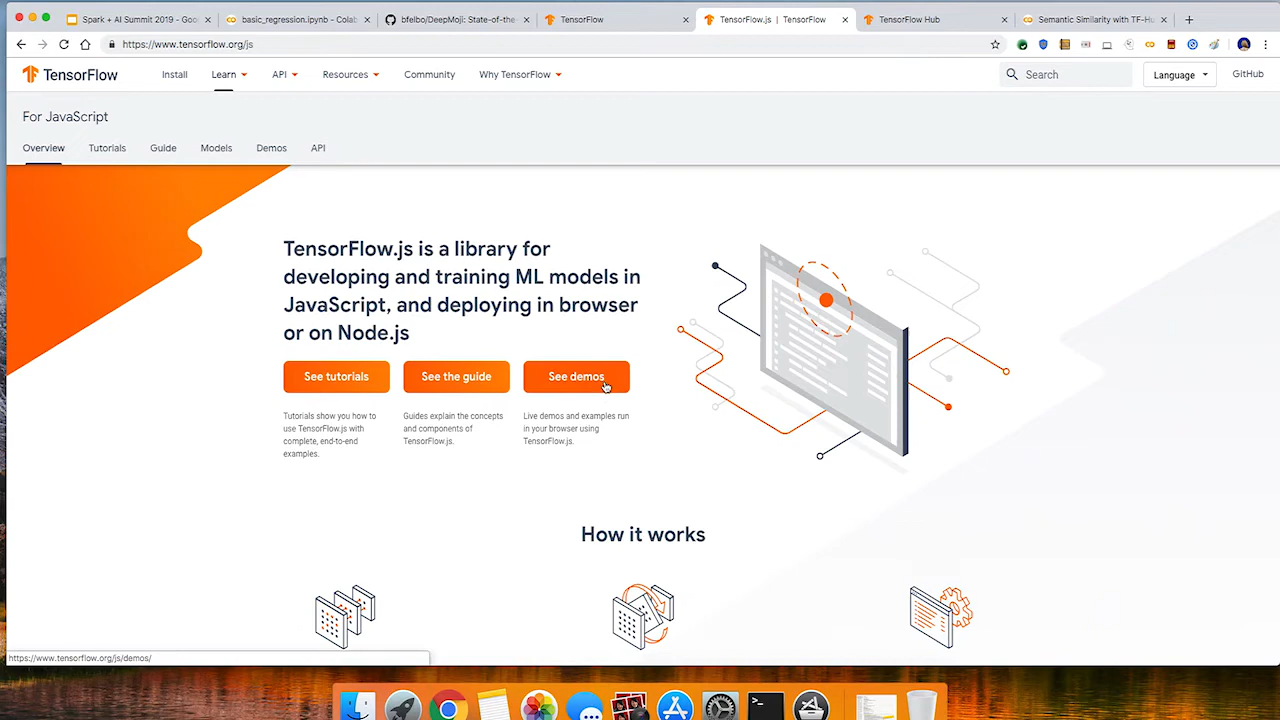 Spark + AI Summit 2019 - Goo
basic_regression.ipynb - Colab
bfelbo/DeepMoji: State-of-the-
TensorFlow
TensorFlow.js | TensorFlow
TensorFlow Hub
Semantic Similarity with TF-Hu
https://www.tensorflow.org/js
TensorFlow
Install
Learn
API
Resources
Community
Why TensorFlow
Search
Language
GitHub
For JavaScript
Overview
Tutorials
Guide
Models
Demos
API
TensorFlow.js is a library for
developing and training ML models in
JavaScript, and deploying in browser
or on Node.js
See tutorials
See the guide
See demos
Tutorials show you how to
use TensorFlow.js with
complete, end-to-end
examples.
Guides explain the concepts
and components of
TensorFlow.js.
Live demos and examples run
in your browser using
TensorFlow.js.
How it works
https://www.tensorflow.org/js/demos/